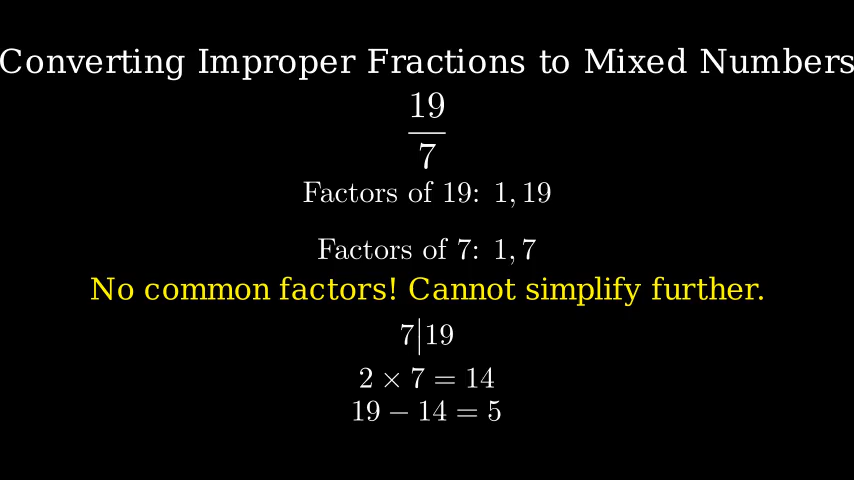 Converting Improper Fractions to Mixed Numbers
19
7
Factors of 19: 1, 19
Factors of 7: 1, 7
No common factors! Cannot simplify further.
7|19
2 × 7 = 14
19 − 14 = 5